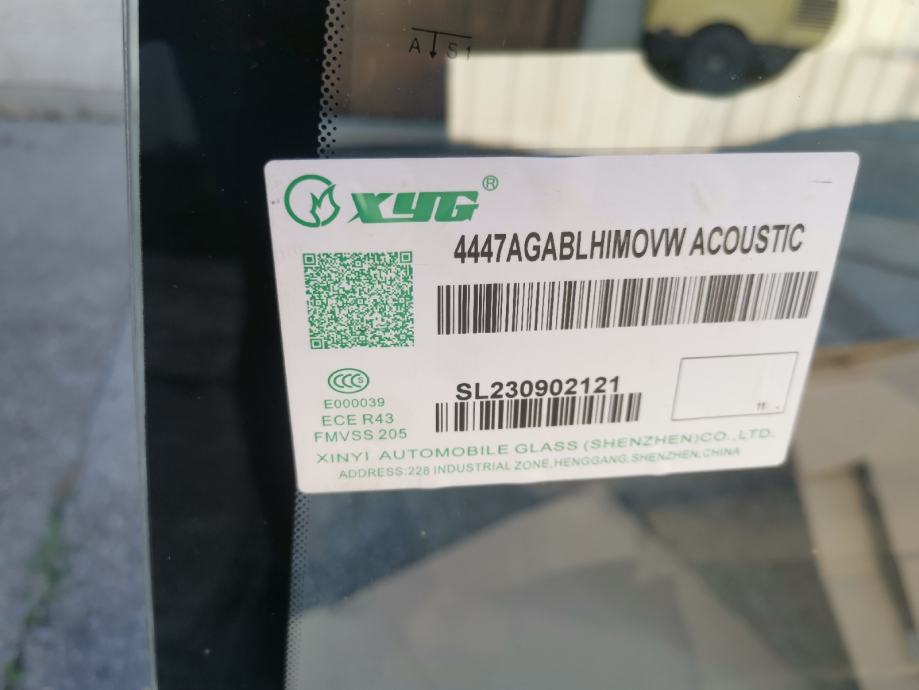 A S1
XYG®
4447AGABLHIMOVW ACOUSTIC
CCC S
E000039
ECE R43
FMVSS 205
SL230902121
XINYI AUTOMOBILE GLASS (SHENZHEN)CO.,LTD.
ADDRESS:228 INDUSTRIAL ZONE,HENGGANG,SHENZHEN,CHINA